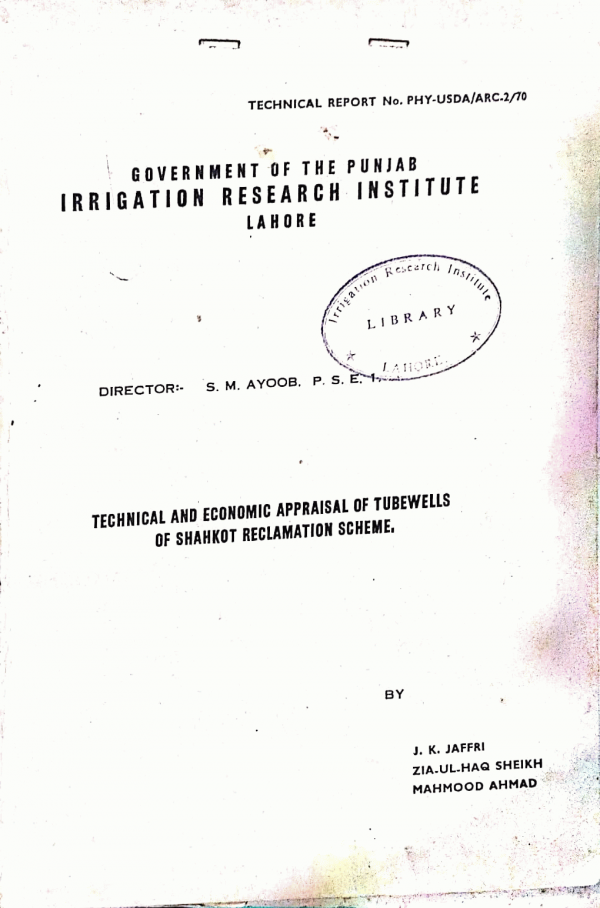 TECHNICAL REPORT No. PHY-USDA/ARC-2/70
GOVERNMENT OF THE PUNJAB
IRRIGATION RESEARCH INSTITUTE
LAHORE
Irrigation Research Institute
LIBRARY
LAHORE.
DIRECTOR:- S. M. AYOOB. P. S. E.
TECHNICAL AND ECONOMIC APPRAISAL OF TUBEWELLS
OF SHAHKOT RECLAMATION SCHEME.
BY
J. K. JAFFRI
ZIA-UL-HAQ SHEIKH
MAHMOOD AHMAD